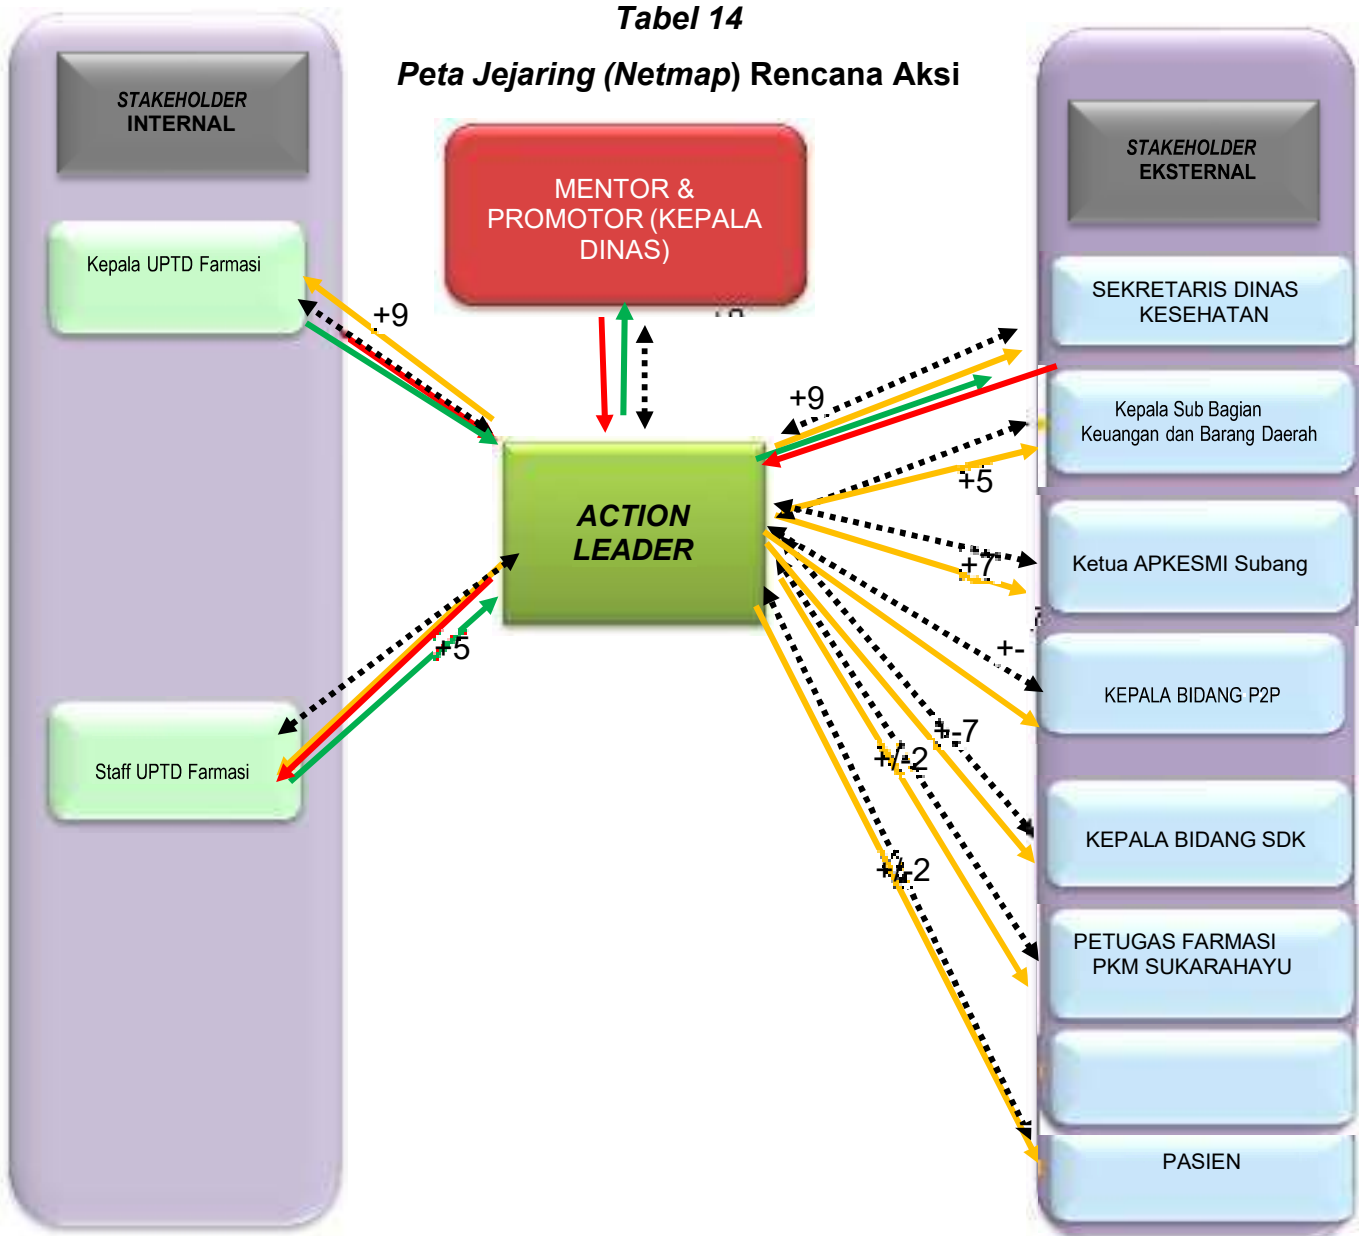 Tabel 14
Peta Jejaring (Netmap) Rencana Aksi
STAKEHOLDER
INTERNAL
Kepala UPTD Farmasi
Staff UPTD Farmasi
MENTOR &
PROMOTOR (KEPALA
DINAS)
ACTION
LEADER
+9
+5
+9
+5
+7
+-
+-7
+/-2
+/-2
STAKEHOLDER
EKSTERNAL
SEKRETARIS DINAS
KESEHATAN
Kepala Sub Bagian
Keuangan dan Barang Daerah
Ketua APKESMI Subang
KEPALA BIDANG P2P
KEPALA BIDANG SDK
PETUGAS FARMASI
PKM SUKARAHAYU
PASIEN